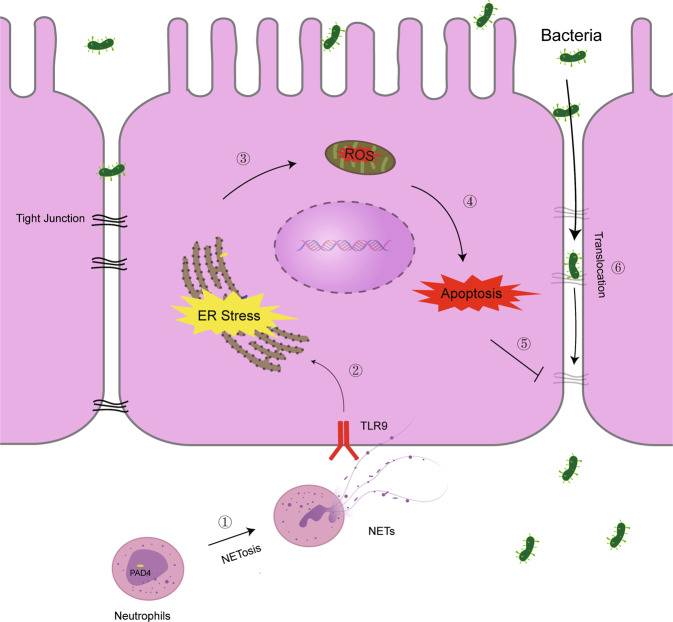 Bacteria
③
ROS
④
Tight Junction
Translocation
⑥
Apoptosis
ER Stress
⑤
②
TLR9
①
NETs
NETosis
PAD4
Neutrophils